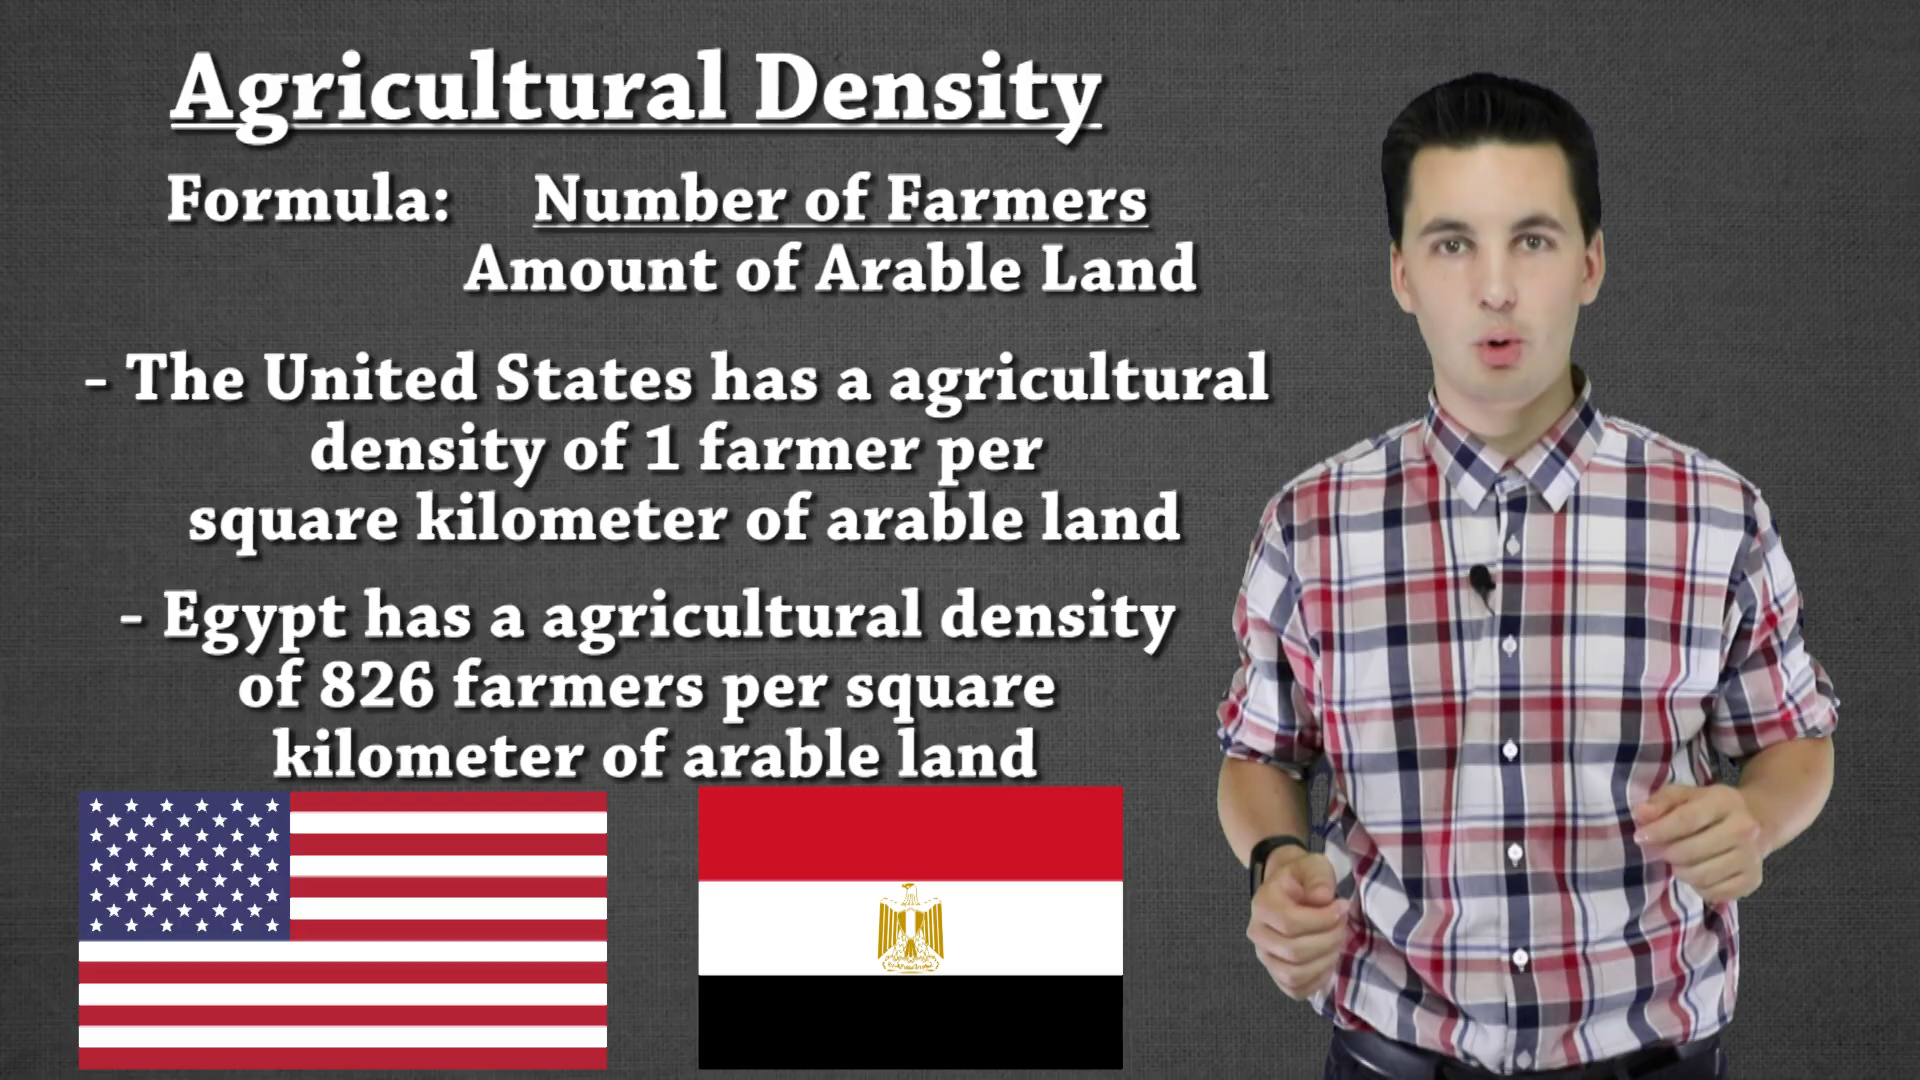 Agricultural Density
Formula: Number of Farmers
Amount of Arable Land
- The United States has a agricultural
density of 1 farmer per
square kilometer of arable land
- Egypt has a agricultural density
of 826 farmers per square
kilometer of arable land